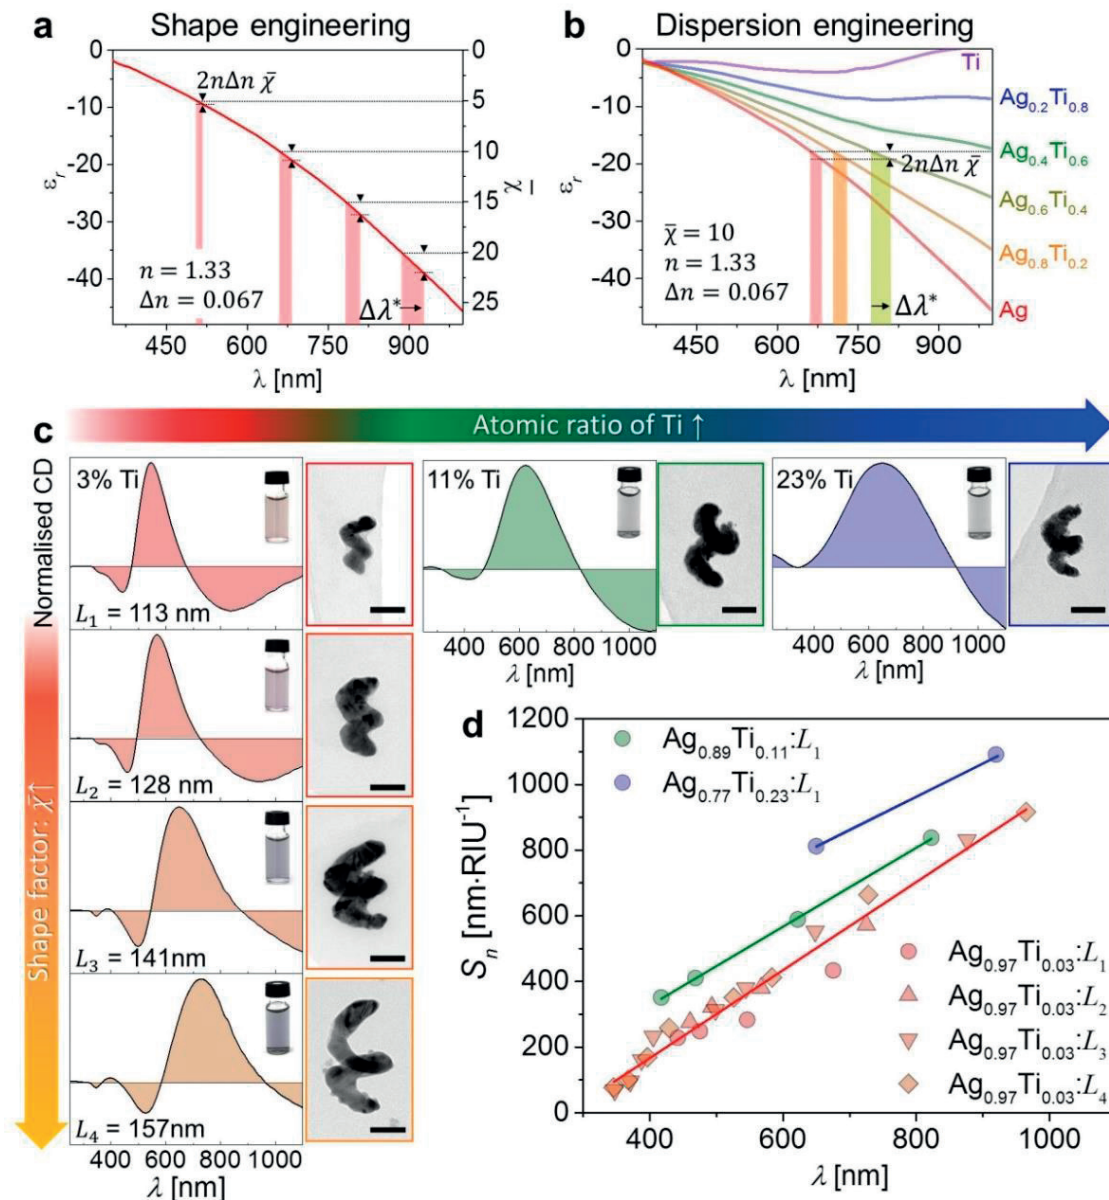 a Shape engineering
0
-10
-20
-30
-40
εr
2nΔn χ̄
n = 1.33
Δn = 0.067
Δλ*
0
5
10
15
20
25
χ̄
450 600 750 900
λ [nm]
b Dispersion engineering
0
-10
-20
-30
-40
εr
Ti
Ag0.2Ti0.8
Ag0.4Ti0.6
Ag0.6Ti0.4
Ag0.8Ti0.2
Ag
2nΔn χ̄
χ̄ = 10
n = 1.33
Δn = 0.067
Δλ*
450 600 750 900
λ [nm]
Atomic ratio of Ti ↑
c
Normalised CD
Shape factor: χ̄↑
3% Ti
L1 = 113 nm
11% Ti
400 600 800 1000
λ [nm]
23% Ti
400 600 800 1000
λ [nm]
L2 = 128 nm
L3 = 141nm
L4 = 157nm
400 600 800 1000
λ [nm]
d
1200
1000
800
600
400
200
0
Sn [nm·RIU-1]
Ag0.89Ti0.11:L1
Ag0.77Ti0.23:L1
Ag0.97Ti0.03:L1
Ag0.97Ti0.03:L2
Ag0.97Ti0.03:L3
Ag0.97Ti0.03:L4
400 600 800 1000
λ [nm]